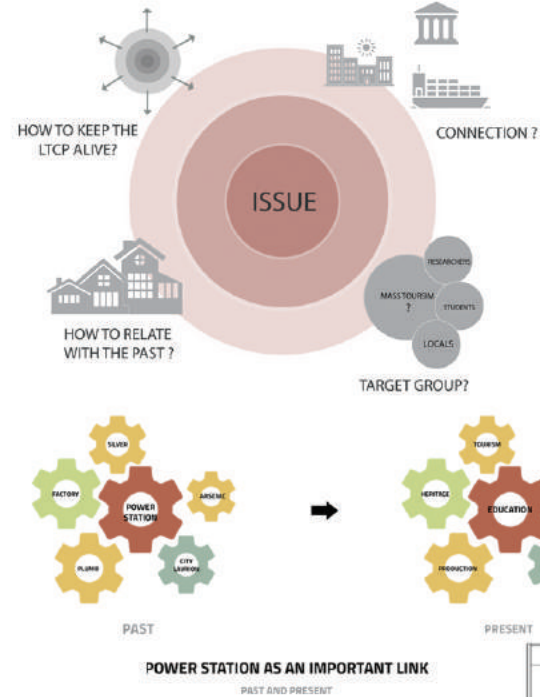 HOW TO KEEP THE
LTCP ALIVE?
CONNECTION ?
ISSUE
RESEARCHERS
MASS TOURSIM
?
STUDENTS
LOCALS
HOW TO RELATE
WITH THE PAST ?
TARGET GROUP?
SILVER
FACTORY
POWER
STATION
ARSENIC
PLUMB
CITY
LAVRION
PAST
TOURISM
HERITAGE
EDUCATION
PRODUCTION
PRESENT
POWER STATION AS AN IMPORTANT LINK
PAST AND PRESENT